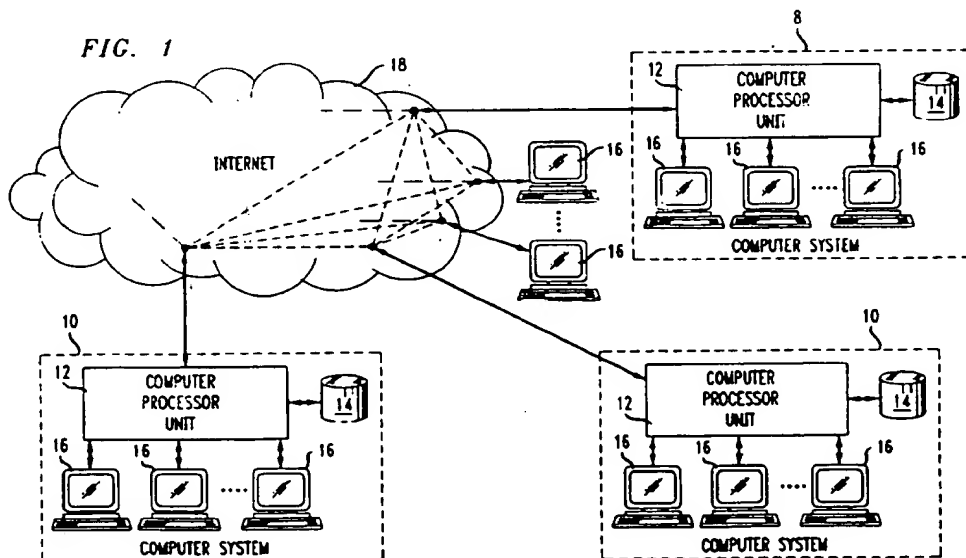 FIG. 1
18
INTERNET
16
16
8
12
COMPUTER
PROCESSOR
UNIT
14
16
16
16
COMPUTER SYSTEM
10
12
COMPUTER
PROCESSOR
UNIT
14
16
16
16
COMPUTER SYSTEM
10
12
COMPUTER
PROCESSOR
UNIT
14
16
16
16
COMPUTER SYSTEM